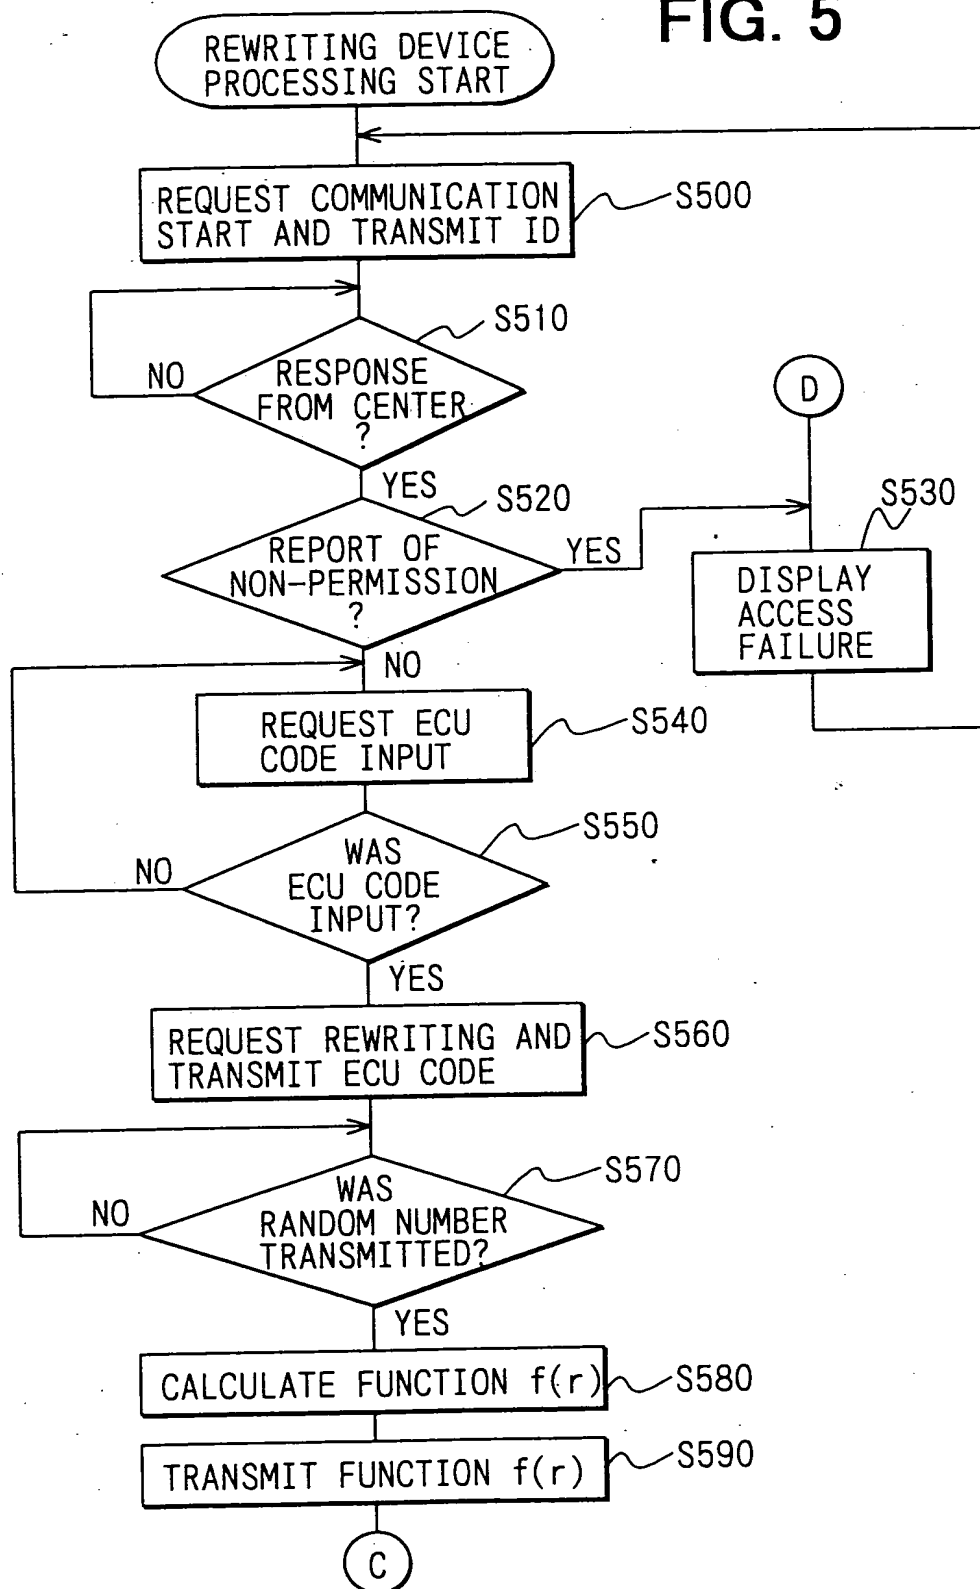 FIG. 5
REWRITING DEVICE
PROCESSING START
REQUEST COMMUNICATION
START AND TRANSMIT ID
S500
S510
RESPONSE
FROM CENTER
?
NO
YES
D
S520
REPORT OF
NON-PERMISSION
?
YES
NO
S530
DISPLAY
ACCESS
FAILURE
REQUEST ECU
CODE INPUT
S540
S550
WAS
ECU CODE
INPUT?
NO
YES
REQUEST REWRITING AND
TRANSMIT ECU CODE
S560
S570
WAS
RANDOM NUMBER
TRANSMITTED?
NO
YES
CALCULATE FUNCTION f(r)
S580
TRANSMIT FUNCTION f(r)
S590
C